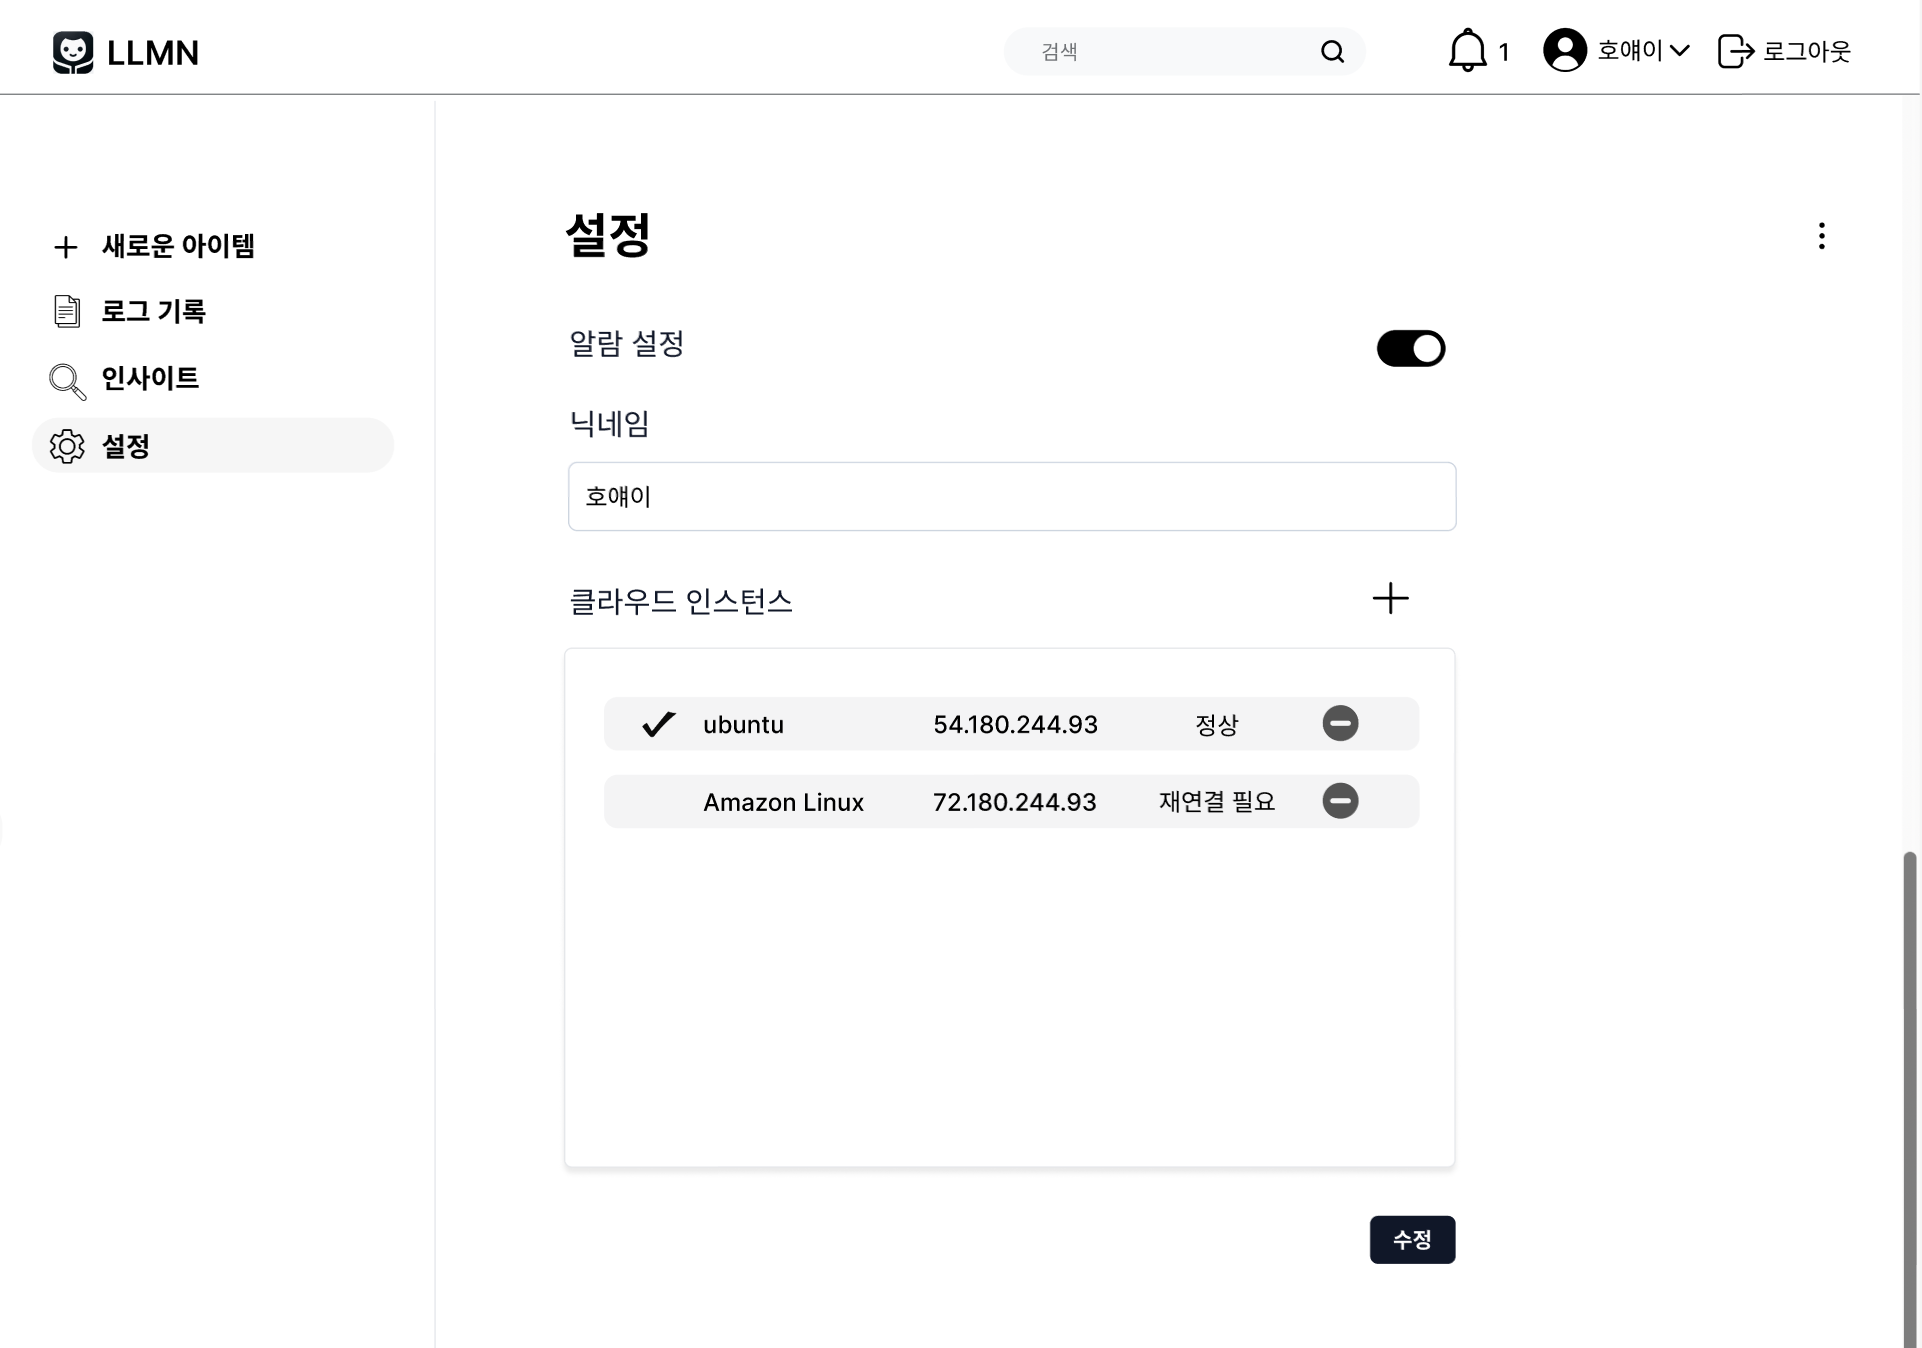 LLMN
검색
1
호얘이
로그아웃
새로운 아이템
로그 기록
인사이트
설정
설정
알람 설정
닉네임
호얘이
클라우드 인스턴스
ubuntu 54.180.244.93 정상
Amazon Linux 72.180.244.93 재연결 필요
수정